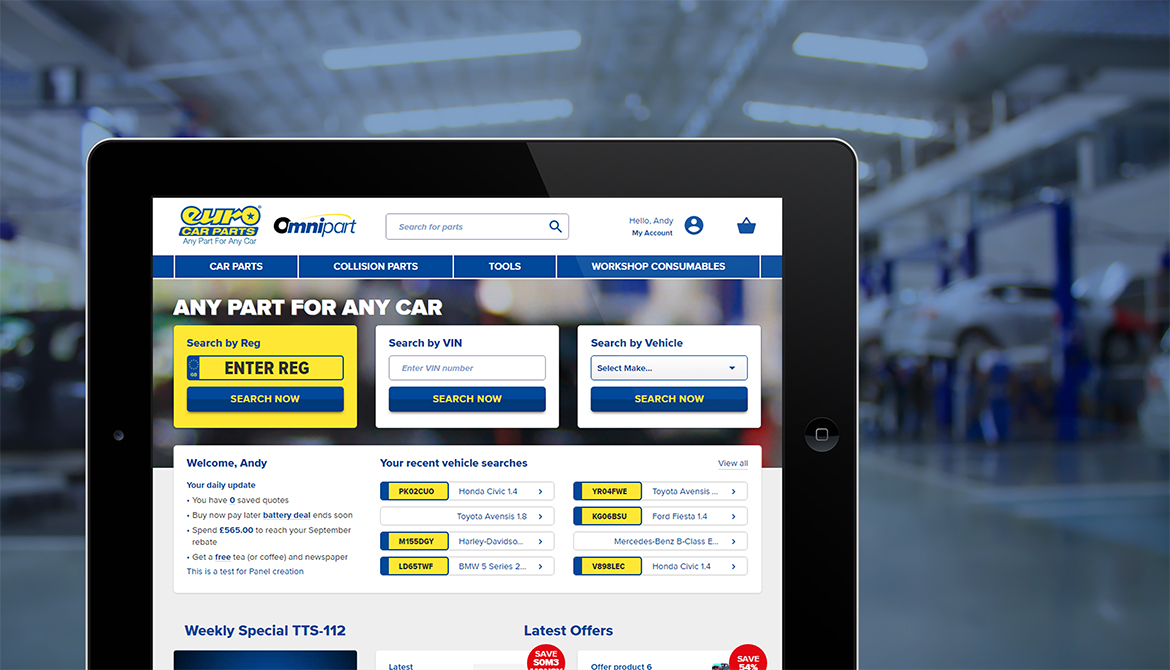 euro
CAR PARTS
Any Part For Any Car
Omnipart
Search for parts
Hello, Andy
My Account
CAR PARTS
COLLISION PARTS
TOOLS
WORKSHOP CONSUMABLES
ANY PART FOR ANY CAR
Search by Reg
GB
ENTER REG
SEARCH NOW
Search by VIN
Enter VIN number
SEARCH NOW
Search by Vehicle
Select Make...
SEARCH NOW
Welcome, Andy
Your daily update
• You have 0 saved quotes
• Buy now pay later battery deal ends soon
• Spend £565.00 to reach your September
rebate
• Get a free tea (or coffee) and newspaper
This is a test for Panel creation
Your recent vehicle searches
View all
PK02CUO Honda Civic 1.4
YR04FWE Toyota Avensis ...
Toyota Avensis 1.8
KG06BSU Ford Fiesta 1.4
M155DGY Harley-Davidso...
Mercedes-Benz B-Class E...
LD65TWF BMW 5 Series 2...
V898LEC Honda Civic 1.4
Weekly Special TTS-112
Latest Offers
Latest
SAVE
SOM3
Offer product 6
SAVE
54%